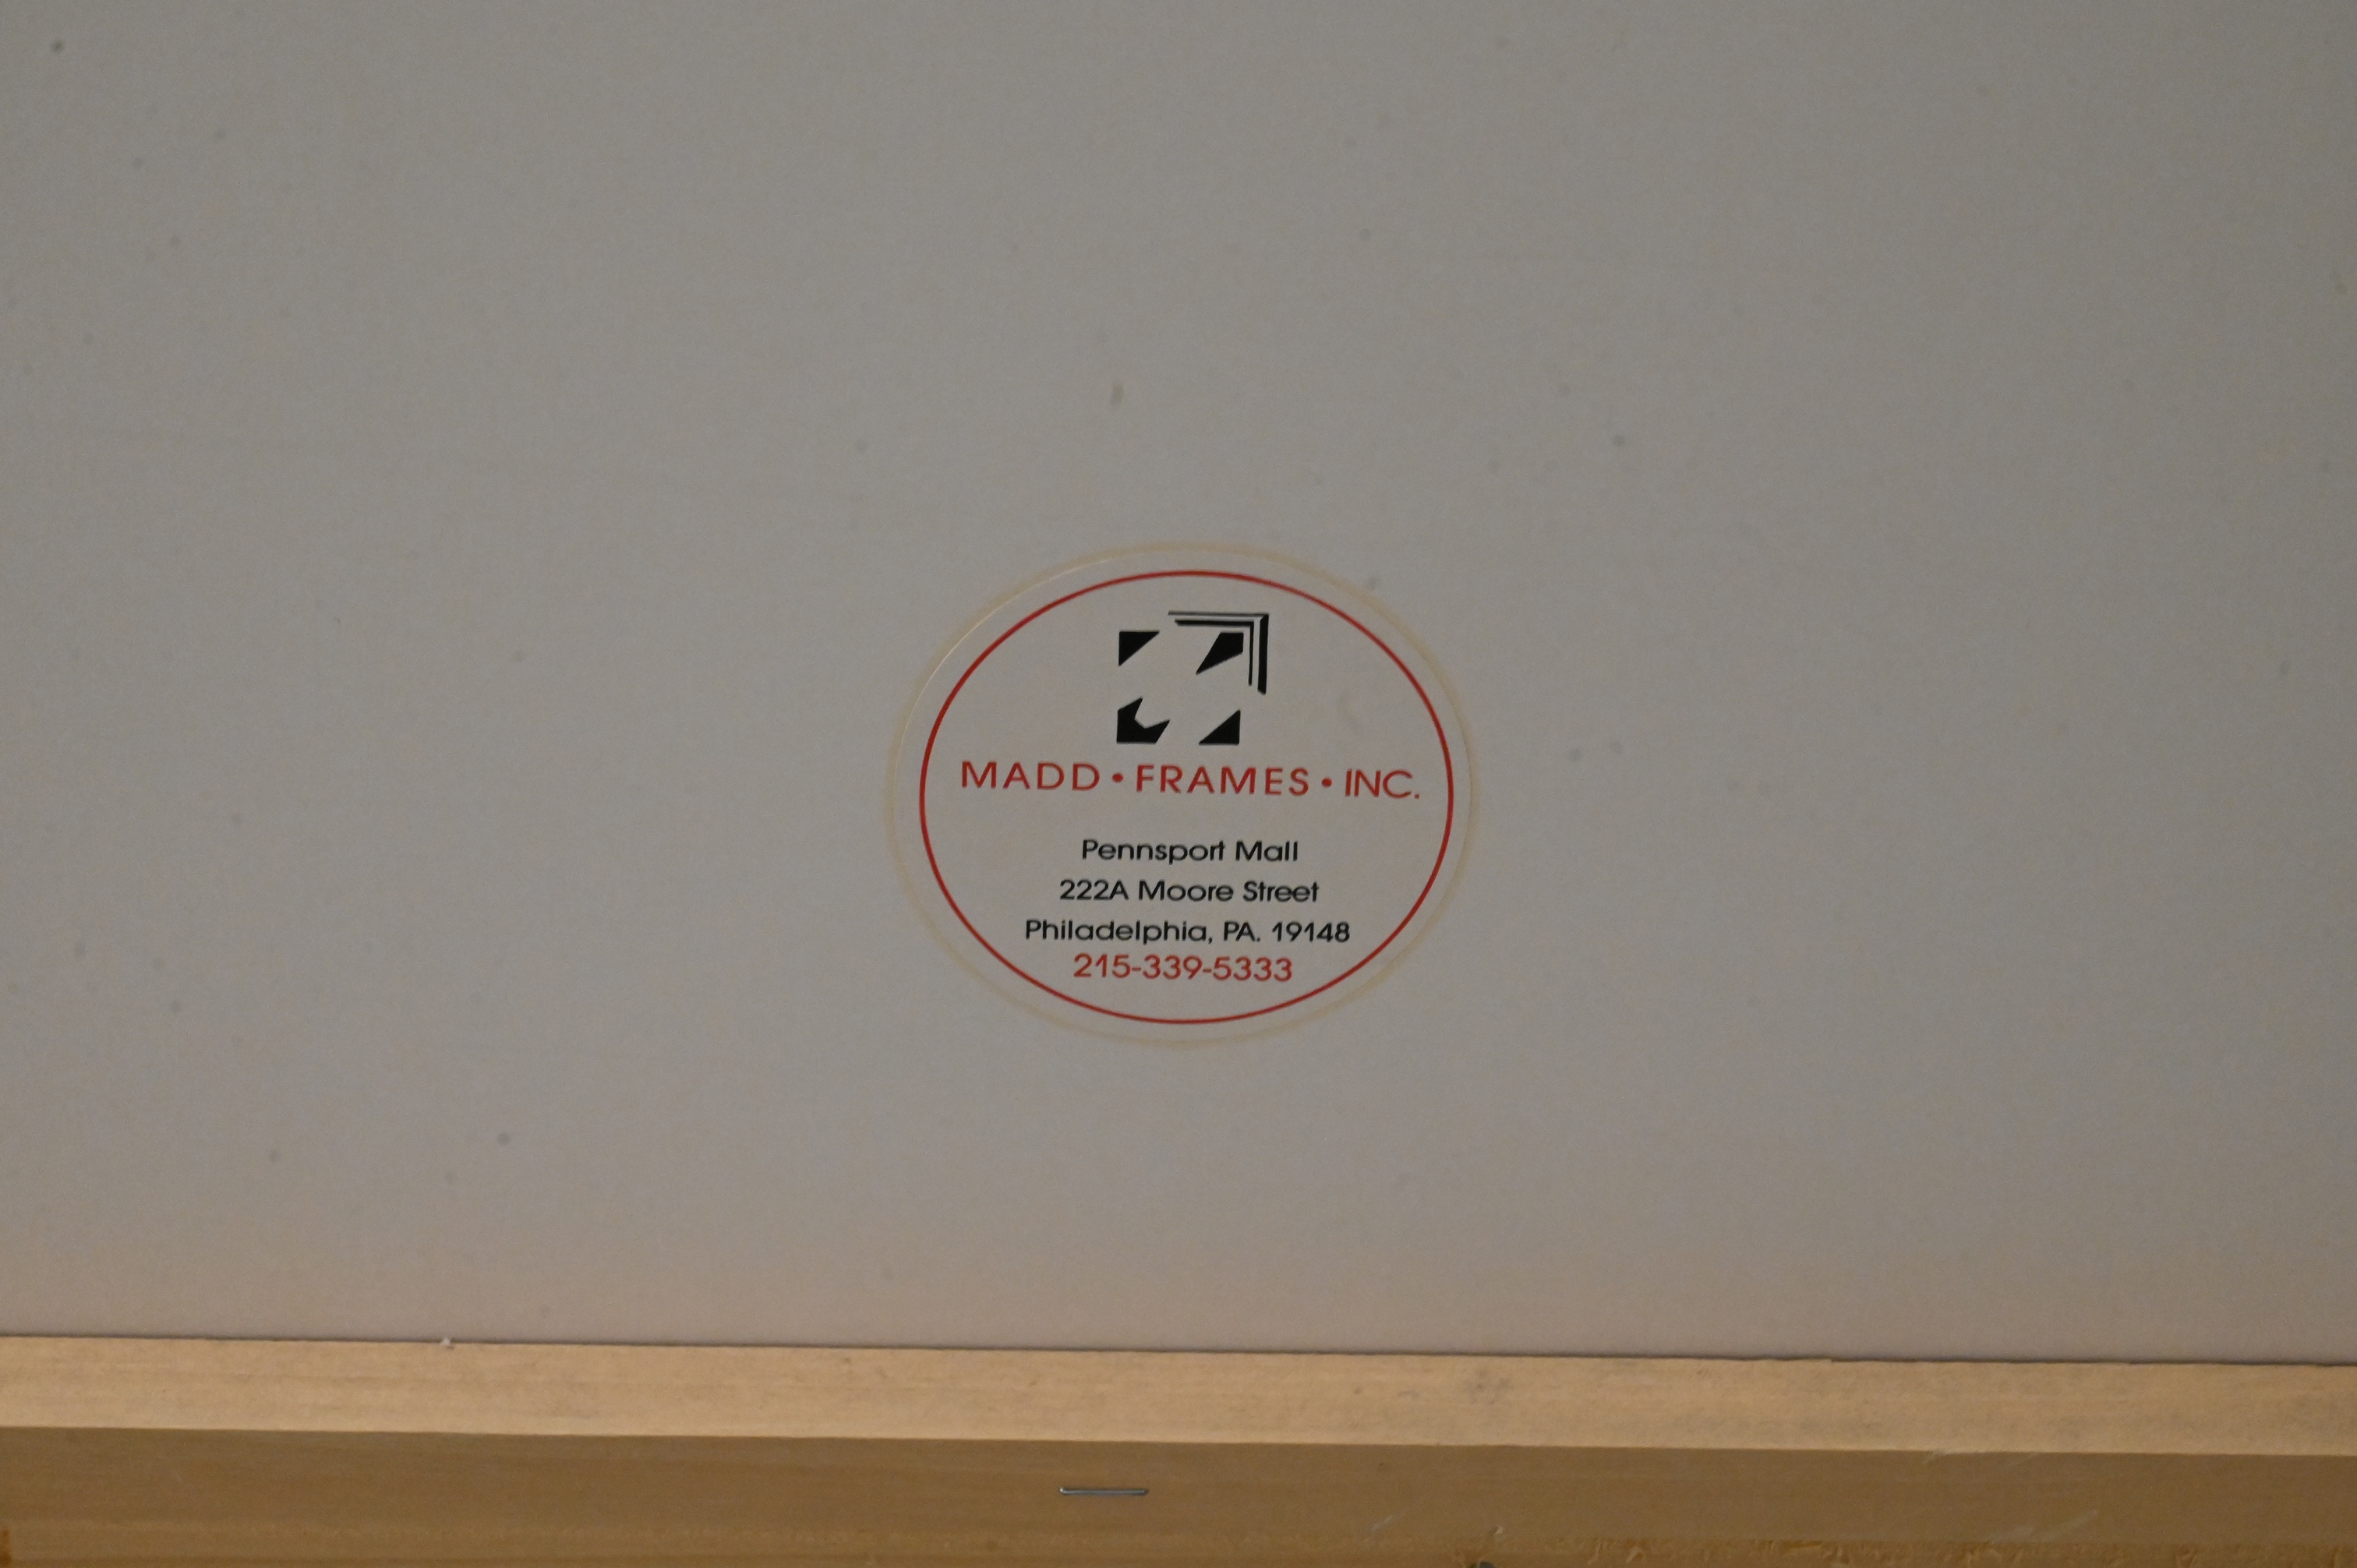 MADD • FRAMES • INC.
Pennsport Mall
222A Moore Street
Philadelphia, PA. 19148
215-339-5333